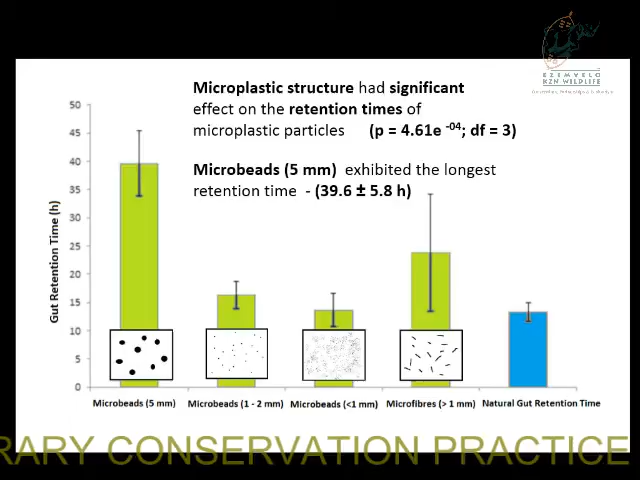 EZEMVELO
KZN WILDLIFE
Conservation, Partnerships & Ecotourism
Microplastic structure had significant
effect on the retention times of
microplastic particles (p = 4.61e -04; df = 3)
Microbeads (5 mm) exhibited the longest
retention time - (39.6 ± 5.8 h)
Gut Retention Time (h)
50
45
40
35
30
25
20
15
10
5
0
Microbeads (5 mm) Microbeads (1 - 2 mm) Microbeads (<1 mm) Microfibres (> 1 mm) Natural Gut Retention Time
RARY CONSERVATION PRACTICE